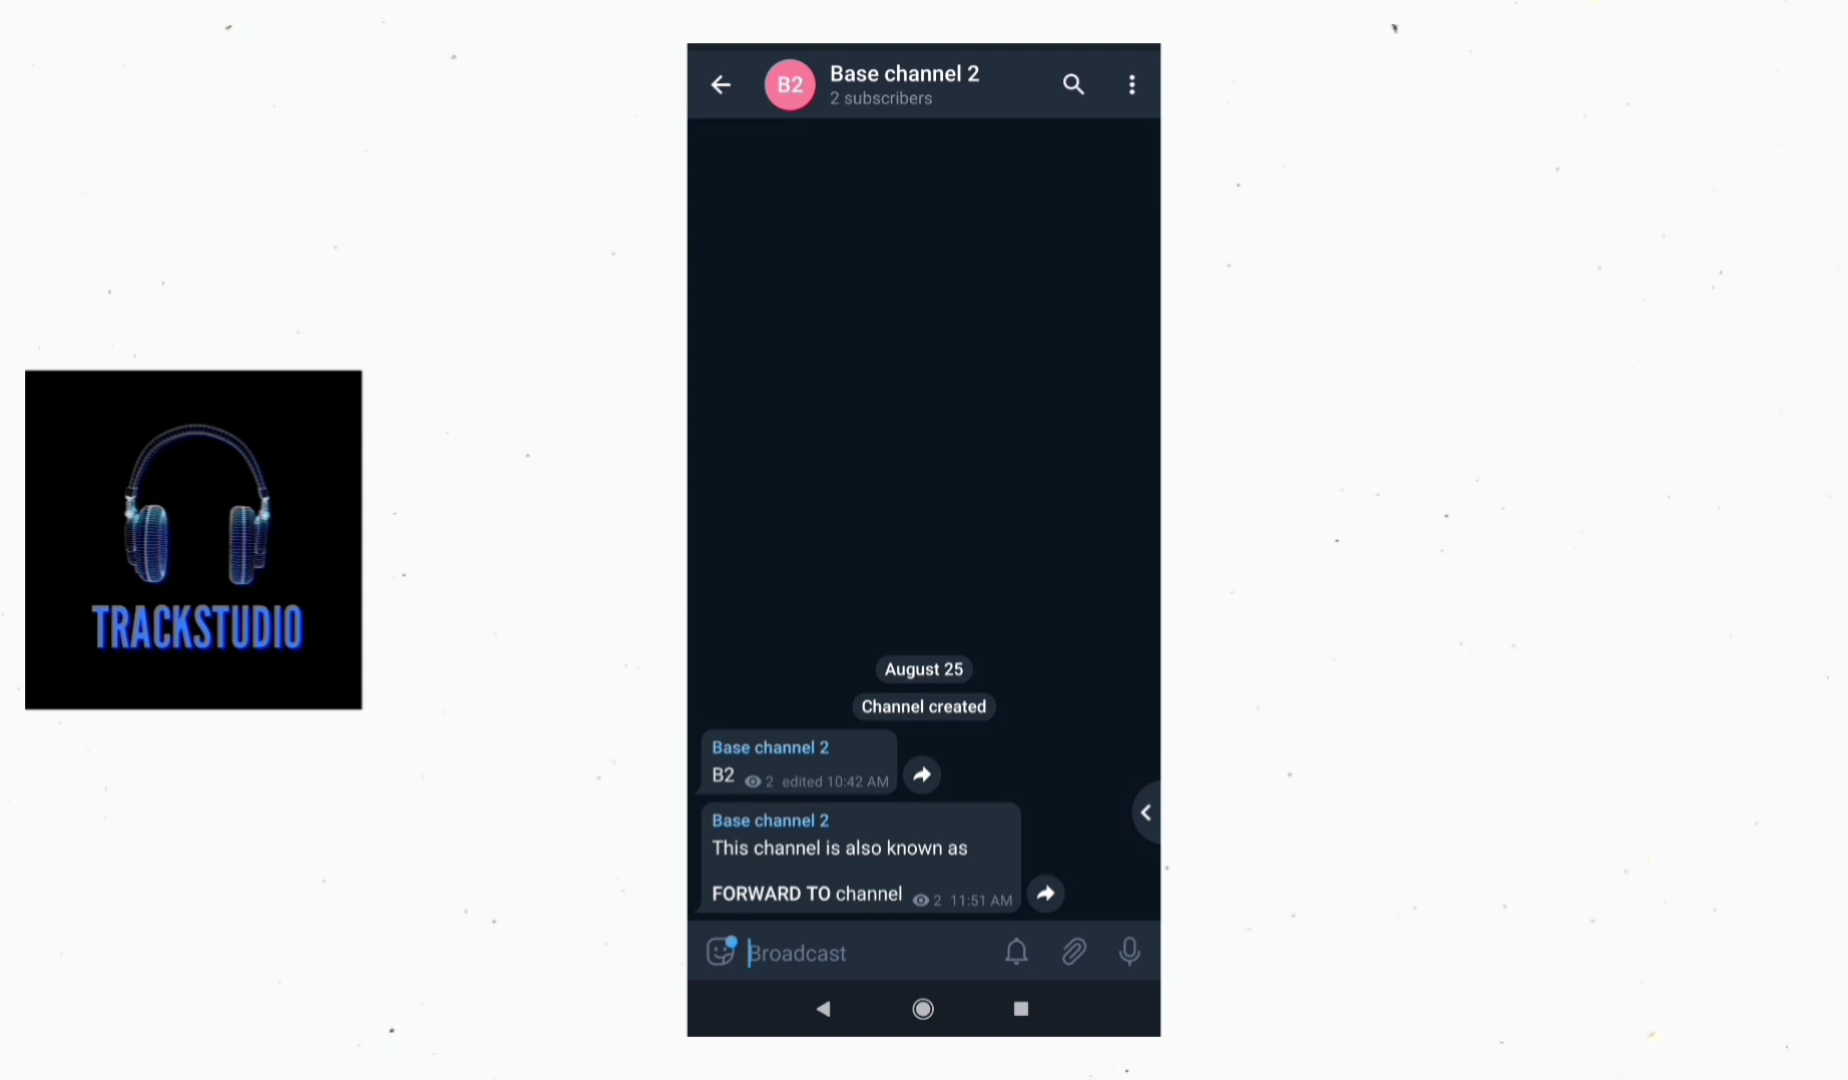 B2
Base channel 2
2 subscribers
August 25
Channel created
Base channel 2
B2 2 edited 10:42 AM
Base channel 2
This channel is also known as
FORWARD TO channel 2 11:51 AM
Broadcast
TRACKSTUDIO